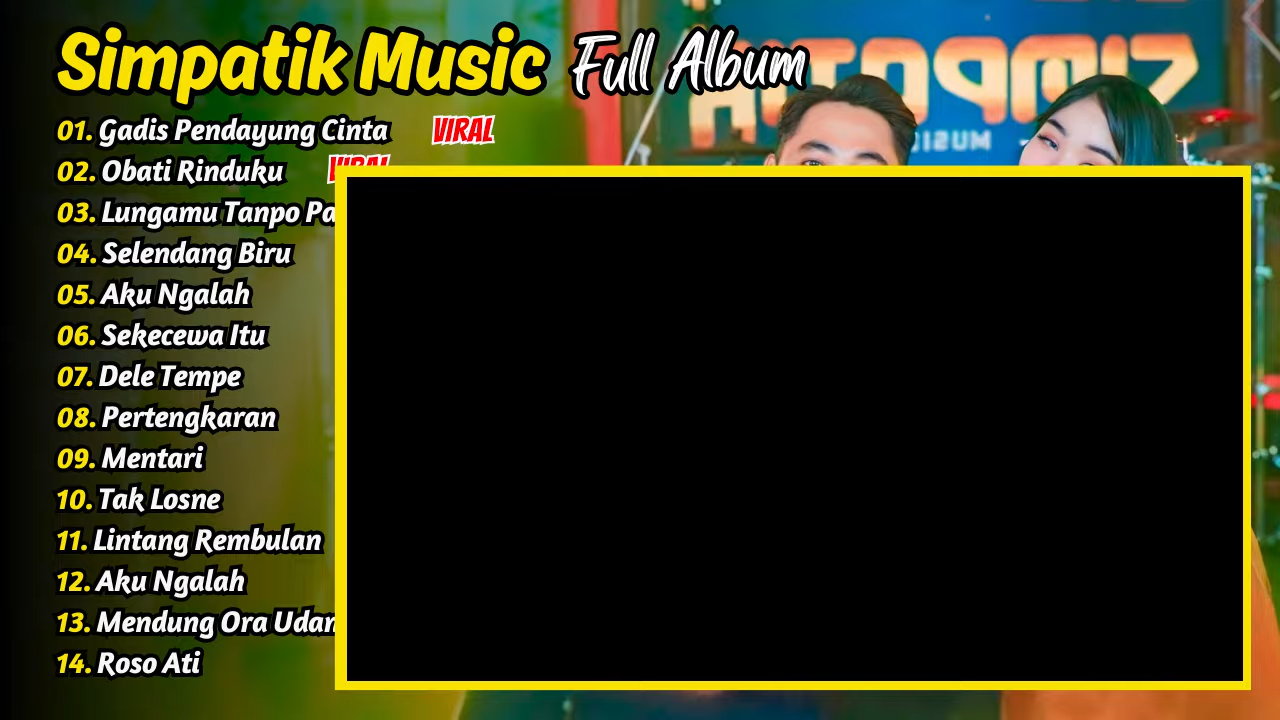 Simpatik Music Full Album
01. Gadis Pendayung Cinta VIRAL
02. Obati Rinduku VIRAL
03. Lungamu Tanpo
04. Selendang Biru
05. Aku Ngalah
06. Sekecewa Itu
07. Dele Tempe
08. Pertengkaran
09. Mentari
10. Tak Losne
11. Lintang Rembulan
12. Aku Ngalah
13. Mendung Ora
14. Roso Ati